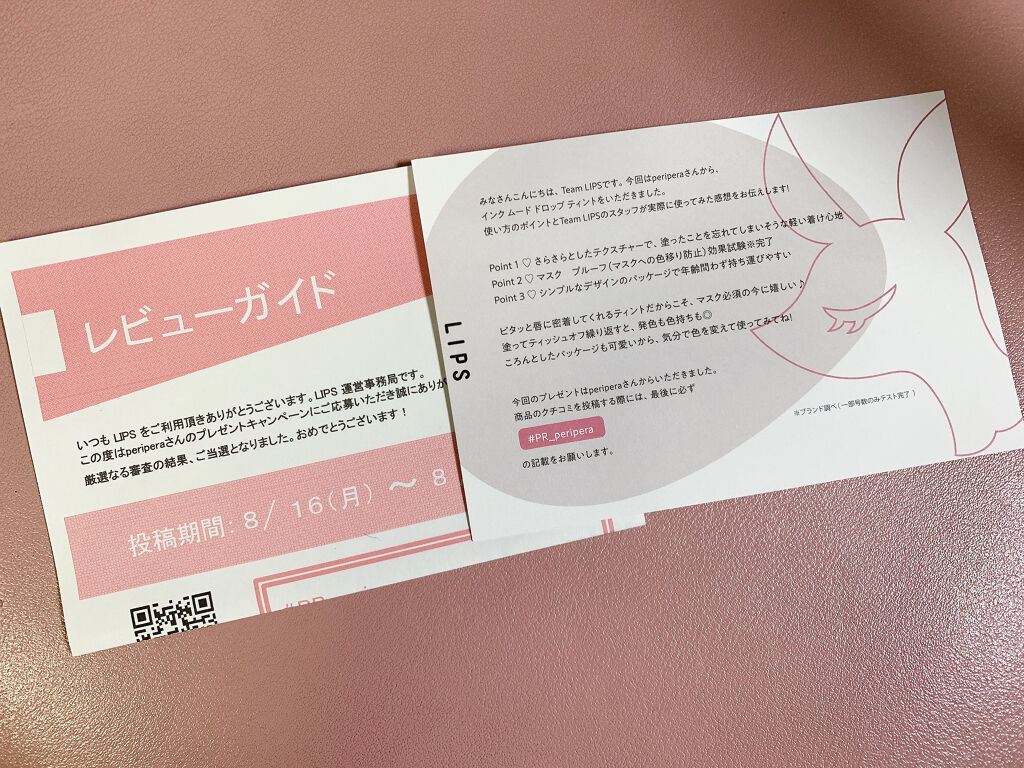 レビューガイド
いつも LIPS をご利用頂きありがとうございます。LIPS 運営事務局です。
この度はperiperaさんのプレゼントキャンペーンにご応募いただき誠にありが
厳選なる審査の結果、ご当選となりました。おめでとうございます！
投稿期間：8/ 16(月) ～ 8
LIPS
みなさんこんにちは、Team LIPSです。今回はperiperaさんから、
インク ムード ドロップ ティントをいただきました。
使い方のポイントとTeam LIPSのスタッフが実際に使ってみた感想をお伝えします!
Point 1 ♡ さらさらとしたテクスチャーで、塗ったことを忘れてしまいそうな軽い着け心地
Point 2 ♡ マスク プルーフ(マスクへの色移り防止)効果試験※完了
Point 3 ♡ シンプルなデザインのパッケージで年齢問わず持ち運びやすい
ピタッと唇に密着してくれるティントだからこそ、マスク必須の今に嬉しい♪
塗ってティッシュオフ繰り返すと、発色も色持ちも◎
ころんとしたパッケージも可愛いから、気分で色を変えて使ってみてね!
今回のプレゼントはperiperaさんからいただきました。
商品のクチコミを投稿する際には、最後に必ず
#PR_peripera
の記載をお願いします。
※ブランド調べ(一部号数のみテスト完了)